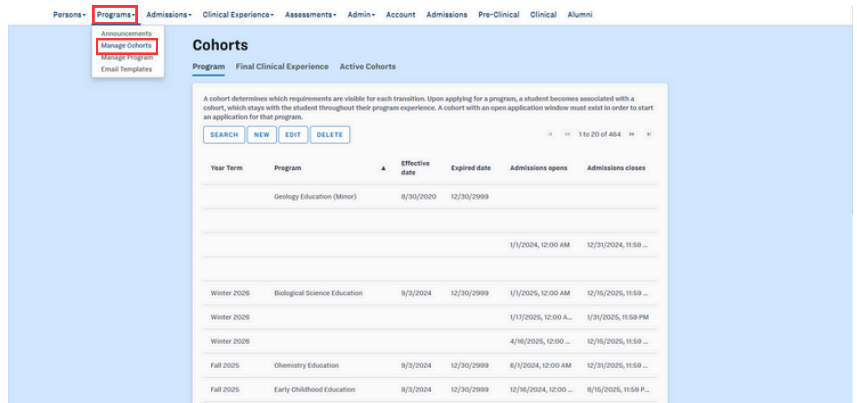 Persons Programs Admissions Clinical Experience Assessments Admin Account Admissions Pre-Clinical Clinical Alumni
Announcements
Manage Cohorts
Manage Program
Email Templates
Cohorts
Program Final Clinical Experience Active Cohorts
A cohort determines which requirements are visible for each transition. Upon applying for a program, a student becomes associated with a
cohort, which stays with the student throughout their program experience. A cohort with an open application window must exist in order to start
an application for that program.
SEARCH NEW EDIT DELETE 1 to 20 of 464
Year Term Program Effective date Expired date Admissions opens Admissions closes
Geology Education (Minor) 8/30/2020 12/30/2999
1/1/2024, 12:00 AM 12/31/2024, 11:59 ...
Winter 2026 Biological Science Education 9/3/2024 12/30/2999 1/1/2025, 12:00 AM 12/15/2025, 11:59 ...
Winter 2026 1/17/2025, 12:00 A... 1/31/2025, 11:59 PM
Winter 2026 4/16/2025, 12:00 ... 12/15/2025, 11:59 ...
Fall 2025 Chemistry Education 9/3/2024 12/30/2999 6/1/2024, 12:00 AM 12/31/2025, 11:59 ...
Fall 2025 Early Childhood Education 9/3/2024 12/30/2999 12/16/2024, 12:00 ... 8/15/2025, 11:59 P...